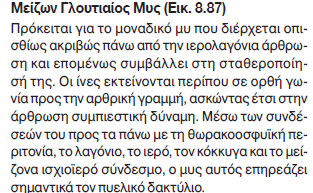 Μείζων Γλουτιαίος Μυς (Εικ. 8.87)
Πρόκειται για το μοναδικό μυ που διέρχεται οπι-
σθίως ακριβώς πάνω από την ιερολαγόνια άρθρω-
ση και επομένως συμβάλλει στη σταθεροποίη-
σή της. Οι ίνες εκτείνονται περίπου σε ορθή γω-
νία προς την αρθρική γραμμή, ασκώντας έτσι στην
άρθρωση συμπιεστική δύναμη. Μέσω των συνδέ-
σεών του προς τα πάνω με τη θωρακοοσφυϊκή πε-
ριτονία, το λαγόνιο, το ιερό, τον κόκκυγα και το μεί-
ζονα ισχιοϊερό σύνδεσμο, ο μυς αυτός επηρεάζει
σημαντικά τον πυελικό δακτύλιο.